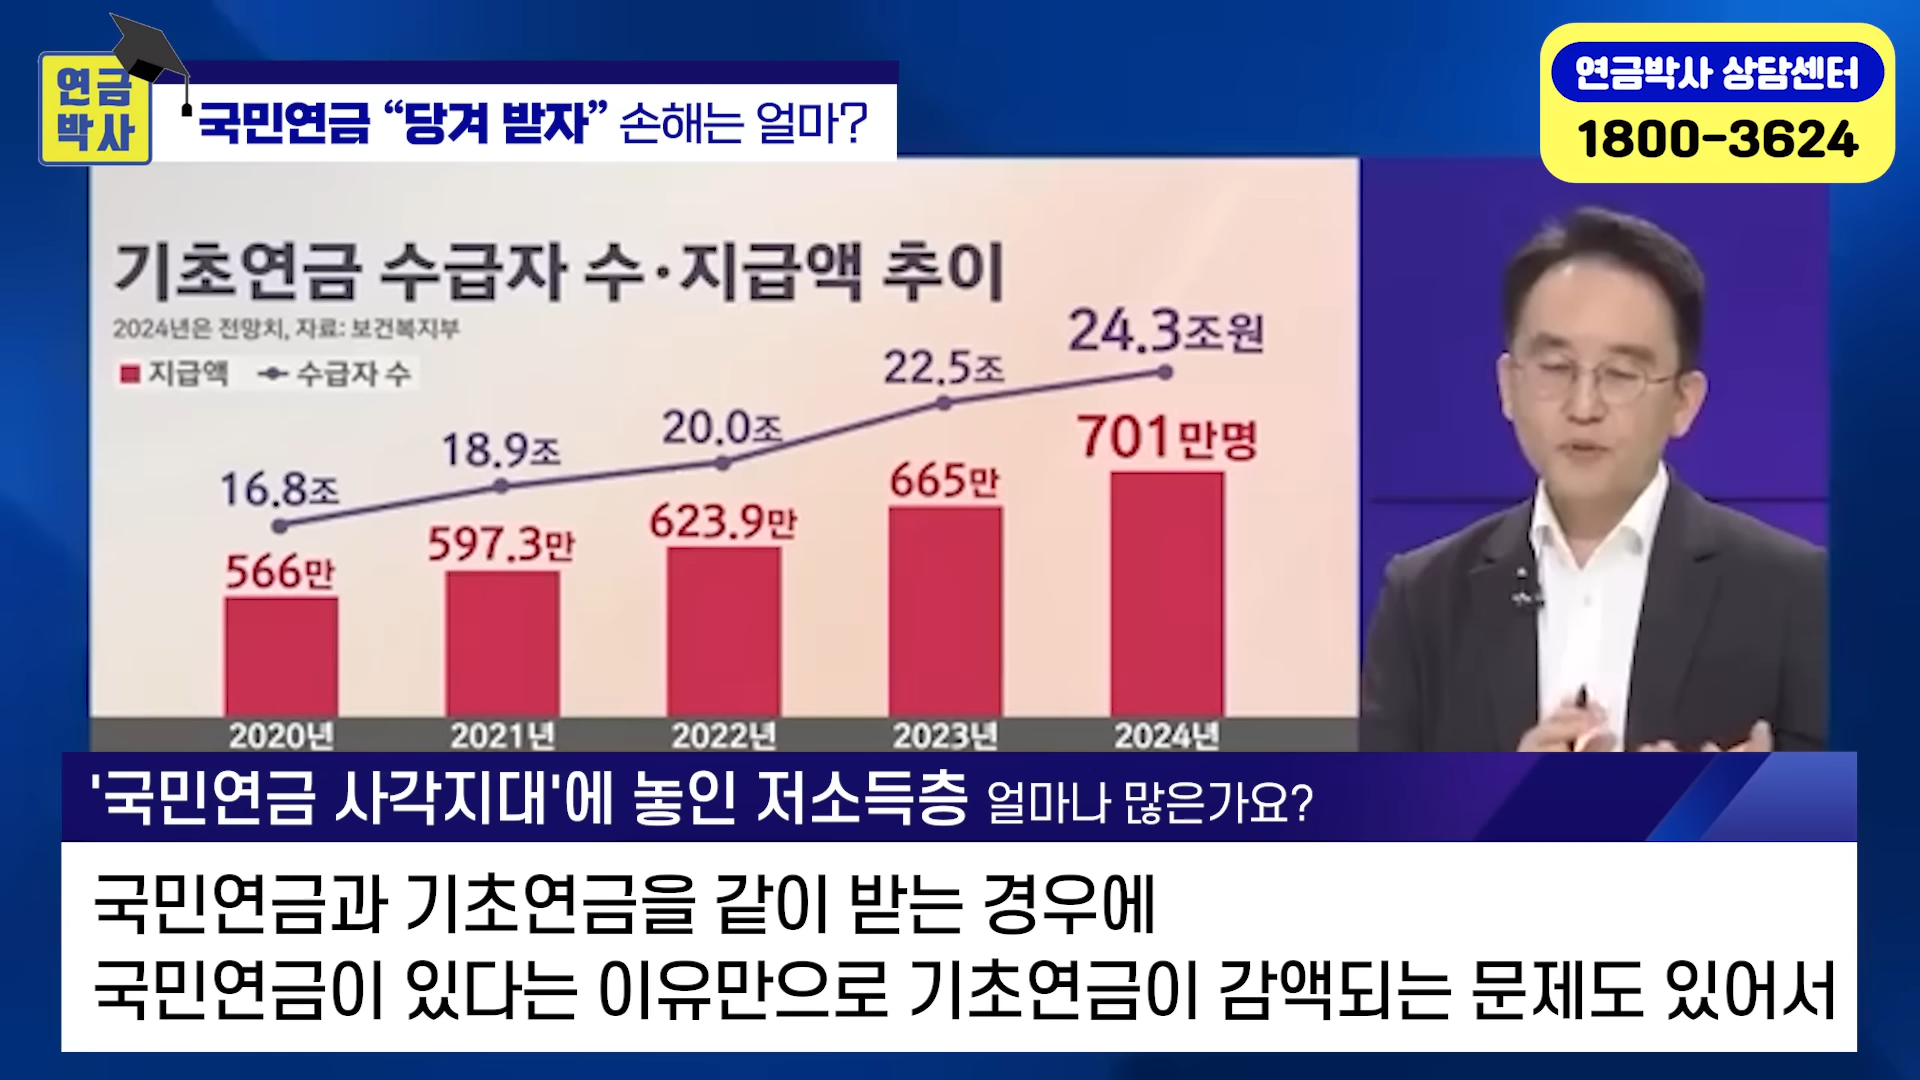 연금
박사
국민연금 “당겨 받자” 손해는 얼마?
연금박사 상담센터
1800-3624
기초연금 수급자 수·지급액 추이
2024년은 전망치, 자료: 보건복지부
지급액 수급자 수
16.8조
18.9조
20.0조
22.5조
24.3조원
566만
597.3만
623.9만
665만
701만명
2020년
2021년
2022년
2023년
2024년
'국민연금 사각지대'에 놓인 저소득층 얼마나 많은가요?
국민연금과 기초연금을 같이 받는 경우에
국민연금이 있다는 이유만으로 기초연금이 감액되는 문제도 있어서